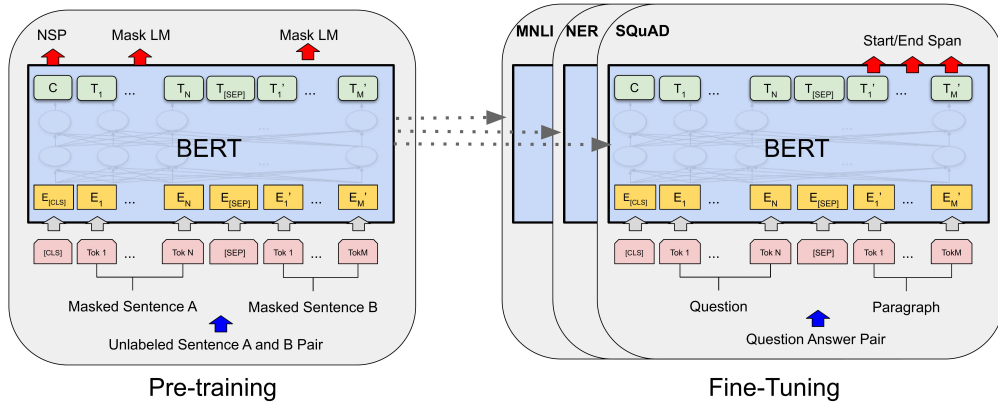 NSP Mask LM Mask LM
C T1 ... TN T[SEP] T1' ... TM'
...
BERT
...
E[CLS] E1 ... EN E[SEP] E1' ... EM'
[CLS] Tok 1 ... Tok N [SEP] Tok 1 ... TokM
Masked Sentence A Masked Sentence B
Unlabeled Sentence A and B Pair
Pre-training
MNLI NER SQuAD
Start/End Span
C T1 ... TN T[SEP] T1' ... TM'
...
BERT
...
E[CLS] E1 ... EN E[SEP] E1' ... EM'
[CLS] Tok 1 ... Tok N [SEP] Tok 1 ... TokM
Question Paragraph
Question Answer Pair
Fine-Tuning